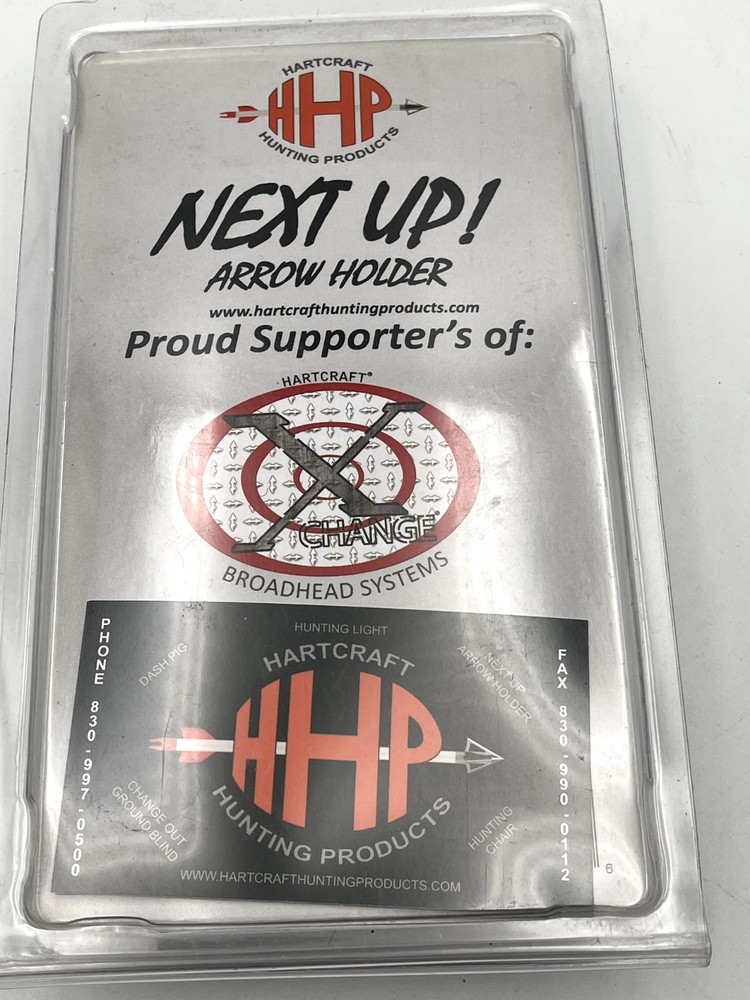 HARTCRAFT
HHP
HUNTING PRODUCTS
NEXT UP!
ARROW HOLDER
www.hartcrafthuntingproducts.com
Proud Supporter's of:
HARTCRAFT®
X
CHANGE®
BROADHEAD SYSTEMS
PHONE 830-997-0500
HUNTING LIGHT
DASH PIG
NEXT UP
ARROW HOLDER
HARTCRAFT
HHP
HUNTING PRODUCTS
CHANGE OUT
GROUND BLIND
HUNTING
CHAIR
WWW.HARTCRAFTHUNTINGPRODUCTS.COM
FAX 830-990-0112
6